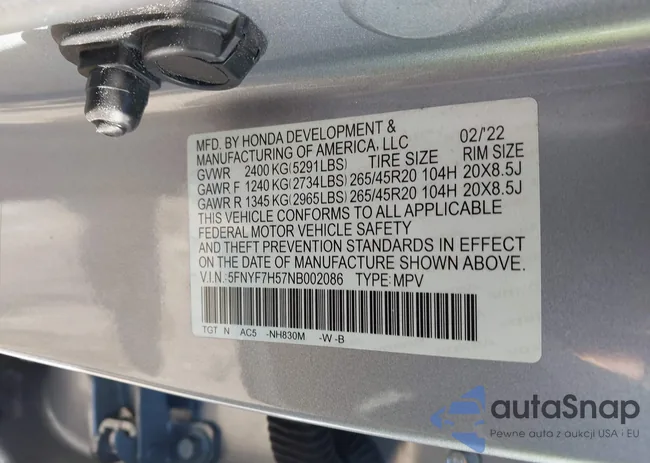 MFD. BY HONDA DEVELOPMENT & 02/'22
MANUFACTURING OF AMERICA, LLC
GVWR 2400 KG(5291LBS) TIRE SIZE RIM SIZE
GAWR F 1240 KG(2734LBS) 265/45R20 104H 20X8.5J
GAWR R 1345 KG(2965LBS) 265/45R20 104H 20X8.5J
THIS VEHICLE CONFORMS TO ALL APPLICABLE
FEDERAL MOTOR VEHICLE SAFETY
AND THEFT PREVENTION STANDARDS IN EFFECT
ON THE DATE OF MANUFACTURE SHOWN ABOVE.
V.I.N.: 5FNYF7H57NB002086 TYPE: MPV
TGT N AC5 -NH830M -W -B
autaSnap
Pewne auta z aukcji USA · EU